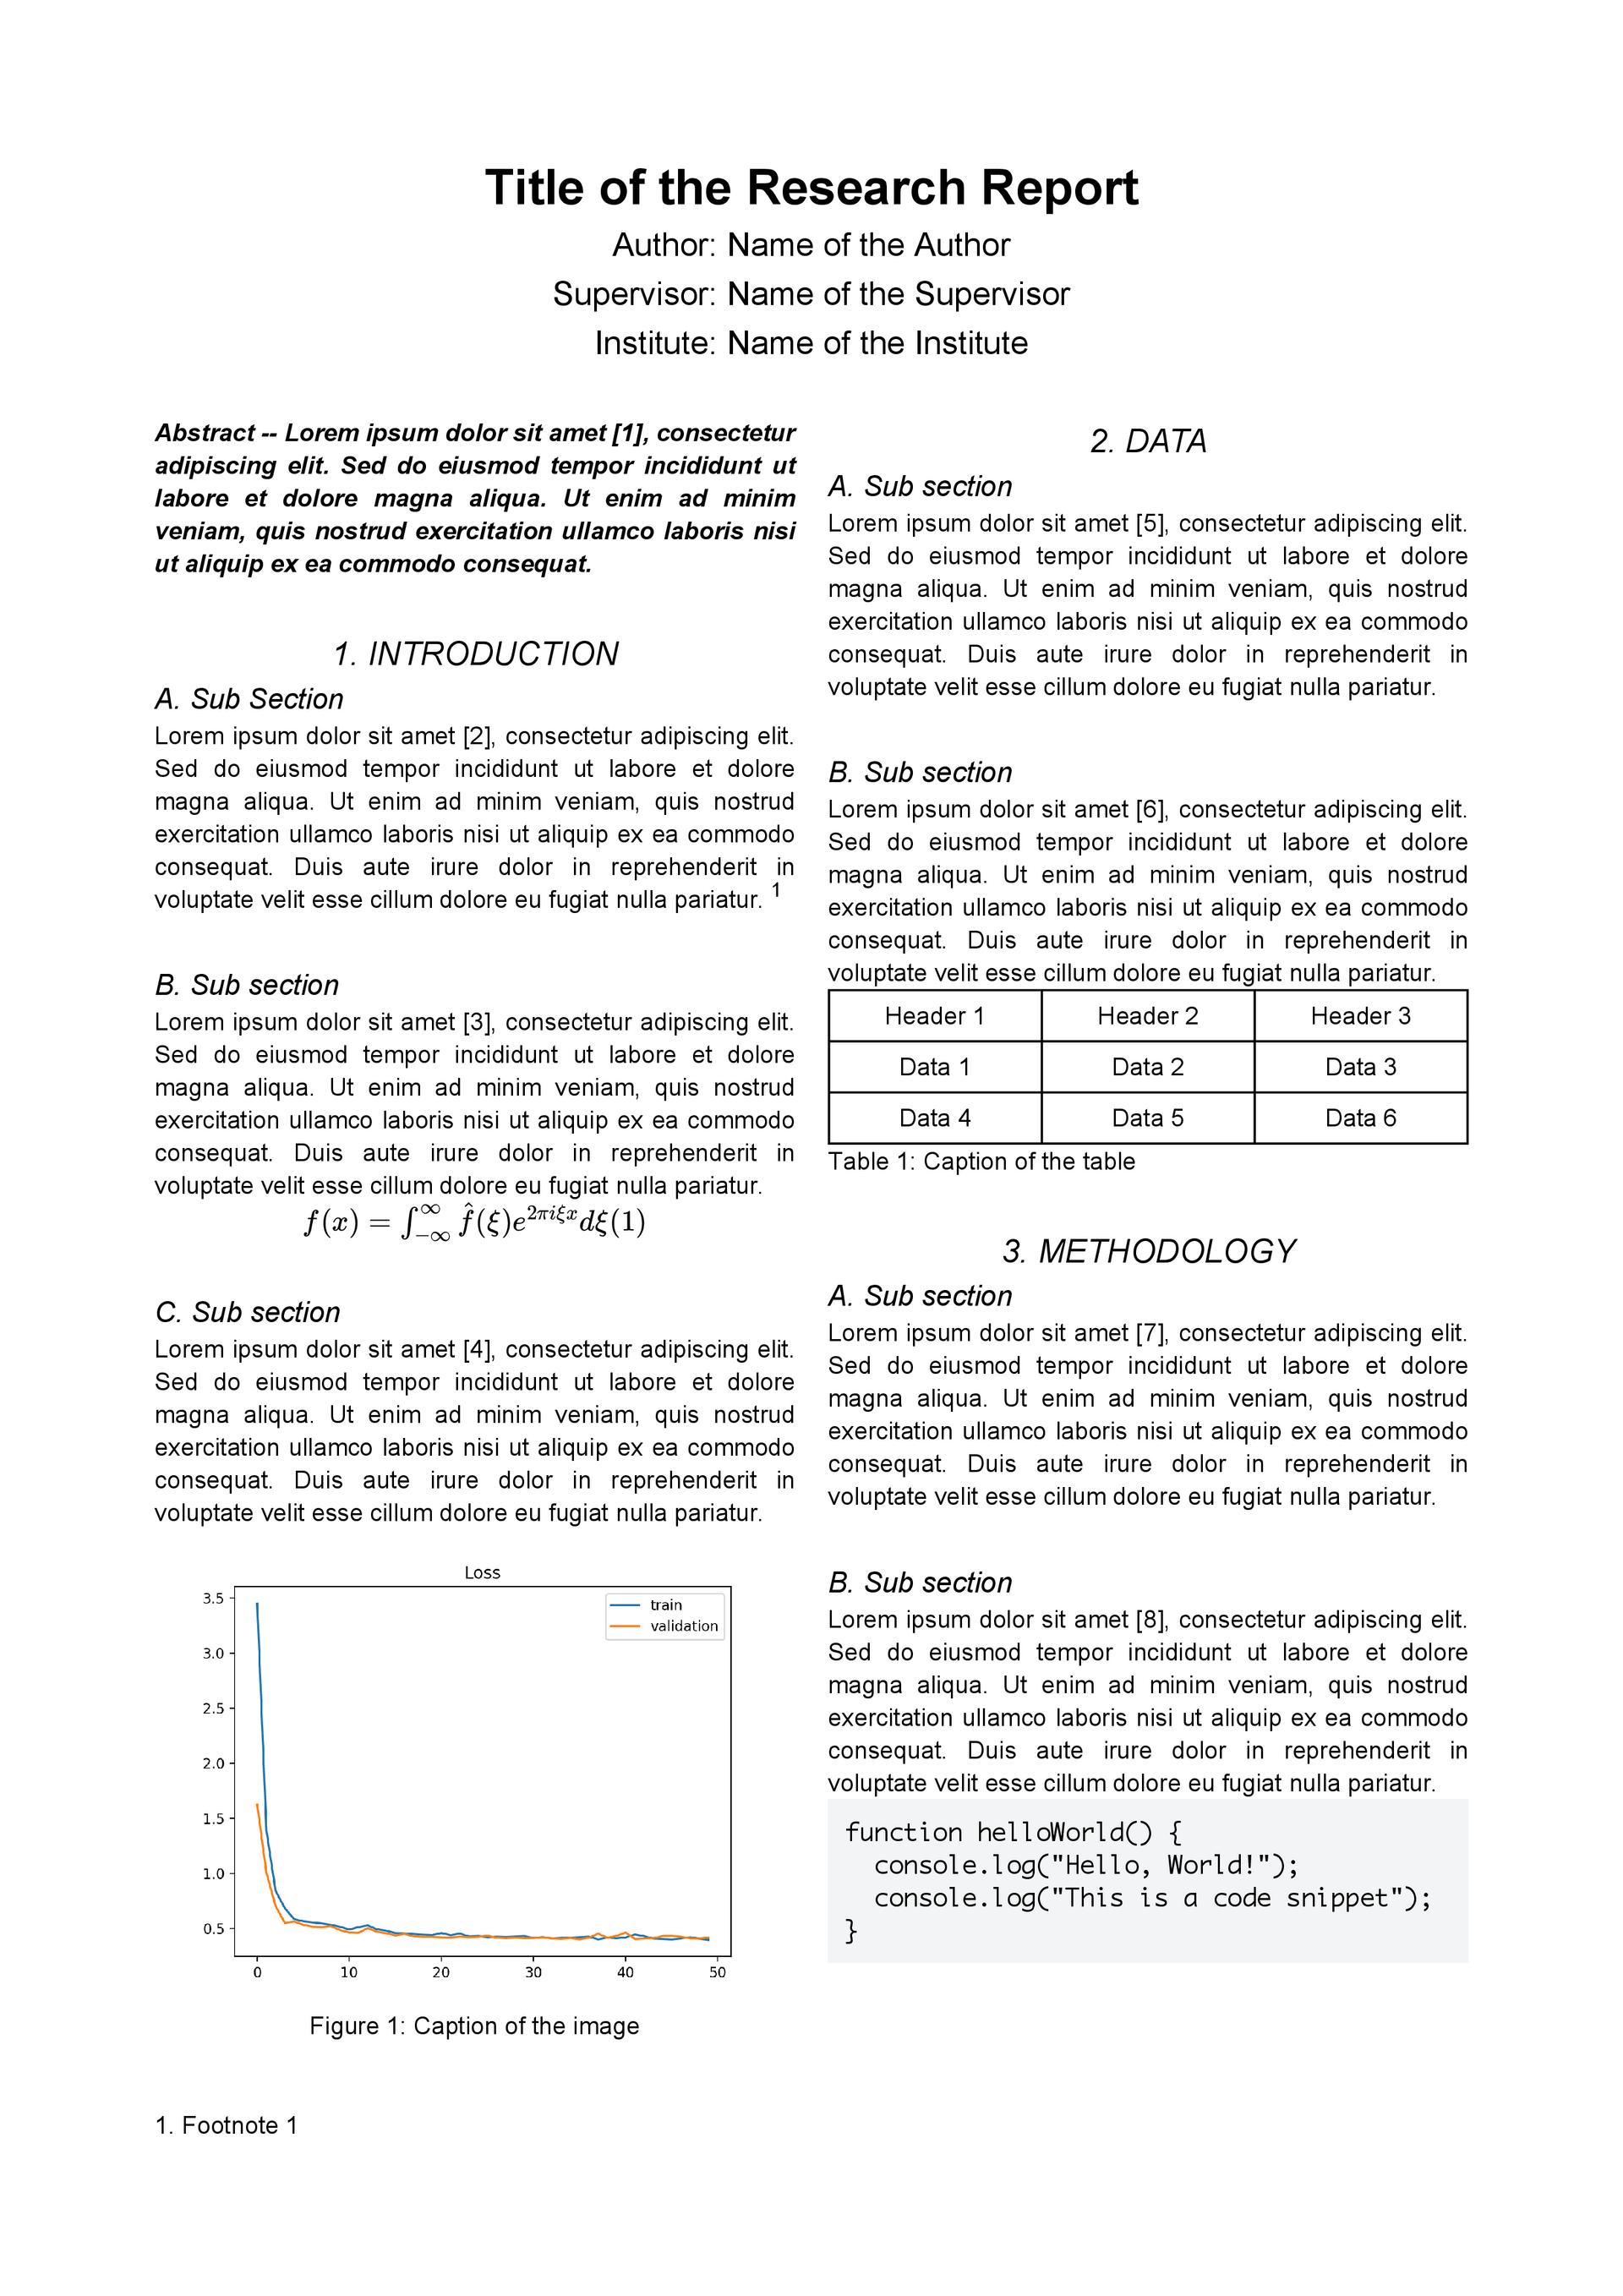 Title of the Research Report
Author: Name of the Author
Supervisor: Name of the Supervisor
Institute: Name of the Institute
Abstract -- Lorem ipsum dolor sit amet [1], consectetur
adipiscing elit. Sed do eiusmod tempor incididunt ut
labore et dolore magna aliqua. Ut enim ad minim
veniam, quis nostrud exercitation ullamco laboris nisi
ut aliquip ex ea commodo consequat.
1. INTRODUCTION
A. Sub Section
Lorem ipsum dolor sit amet [2], consectetur adipiscing elit.
Sed do eiusmod tempor incididunt ut labore et dolore
magna aliqua. Ut enim ad minim veniam, quis nostrud
exercitation ullamco laboris nisi ut aliquip ex ea commodo
consequat. Duis aute irure dolor in reprehenderit in
voluptate velit esse cillum dolore eu fugiat nulla pariatur. 1
B. Sub section
Lorem ipsum dolor sit amet [3], consectetur adipiscing elit.
Sed do eiusmod tempor incididunt ut labore et dolore
magna aliqua. Ut enim ad minim veniam, quis nostrud
exercitation ullamco laboris nisi ut aliquip ex ea commodo
consequat. Duis aute irure dolor in reprehenderit in
voluptate velit esse cillum dolore eu fugiat nulla pariatur.
f(x) = ∫_{-∞}^{∞} f̂(ξ)e^{2πiξx}dξ(1)
C. Sub section
Lorem ipsum dolor sit amet [4], consectetur adipiscing elit.
Sed do eiusmod tempor incididunt ut labore et dolore
magna aliqua. Ut enim ad minim veniam, quis nostrud
exercitation ullamco laboris nisi ut aliquip ex ea commodo
consequat. Duis aute irure dolor in reprehenderit in
voluptate velit esse cillum dolore eu fugiat nulla pariatur.
Loss
train
validation
3.5
3.0
2.5
2.0
1.5
1.0
0.5
0 10 20 30 40 50
Figure 1: Caption of the image
1. Footnote 1
2. DATA
A. Sub section
Lorem ipsum dolor sit amet [5], consectetur adipiscing elit.
Sed do eiusmod tempor incididunt ut labore et dolore
magna aliqua. Ut enim ad minim veniam, quis nostrud
exercitation ullamco laboris nisi ut aliquip ex ea commodo
consequat. Duis aute irure dolor in reprehenderit in
voluptate velit esse cillum dolore eu fugiat nulla pariatur.
B. Sub section
Lorem ipsum dolor sit amet [6], consectetur adipiscing elit.
Sed do eiusmod tempor incididunt ut labore et dolore
magna aliqua. Ut enim ad minim veniam, quis nostrud
exercitation ullamco laboris nisi ut aliquip ex ea commodo
consequat. Duis aute irure dolor in reprehenderit in
voluptate velit esse cillum dolore eu fugiat nulla pariatur.
Header 1 Header 2 Header 3
Data 1 Data 2 Data 3
Data 4 Data 5 Data 6
Table 1: Caption of the table
3. METHODOLOGY
A. Sub section
Lorem ipsum dolor sit amet [7], consectetur adipiscing elit.
Sed do eiusmod tempor incididunt ut labore et dolore
magna aliqua. Ut enim ad minim veniam, quis nostrud
exercitation ullamco laboris nisi ut aliquip ex ea commodo
consequat. Duis aute irure dolor in reprehenderit in
voluptate velit esse cillum dolore eu fugiat nulla pariatur.
B. Sub section
Lorem ipsum dolor sit amet [8], consectetur adipiscing elit.
Sed do eiusmod tempor incididunt ut labore et dolore
magna aliqua. Ut enim ad minim veniam, quis nostrud
exercitation ullamco laboris nisi ut aliquip ex ea commodo
consequat. Duis aute irure dolor in reprehenderit in
voluptate velit esse cillum dolore eu fugiat nulla pariatur.
function helloWorld() {
  console.log("Hello, World!");
  console.log("This is a code snippet");
}